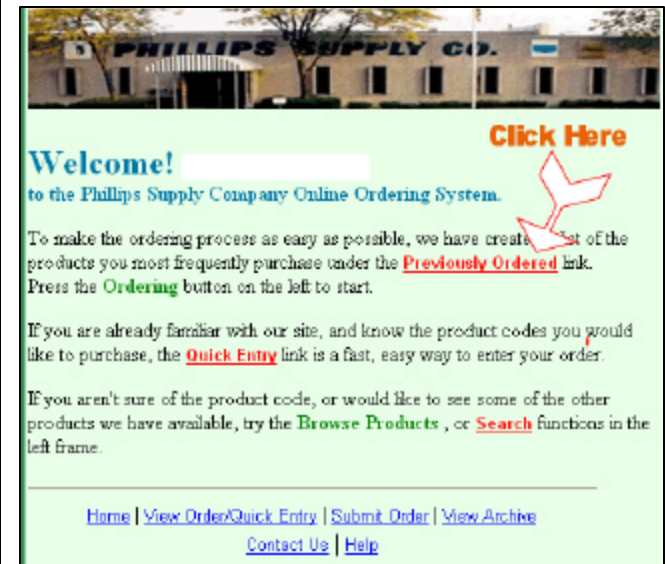 PHILLIPS SUPPLY CO.
Click Here
Welcome!
to the Phillips Supply Company Online Ordering System.
To make the ordering process as easy as possible, we have create list of the
products you most frequently purchase under the Previously Ordered link.
Press the Ordering button on the left to start.
If you are already familiar with our site, and know the product codes you would
like to purchase, the Quick Entry link is a fast, easy way to enter your order.
If you aren't sure of the product code, or would like to see some of the other
products we have available, try the Browse Products , or Search functions in the
left frame.
Home | View Order/Quick Entry | Submit Order | View Archive
Contact Us | Help